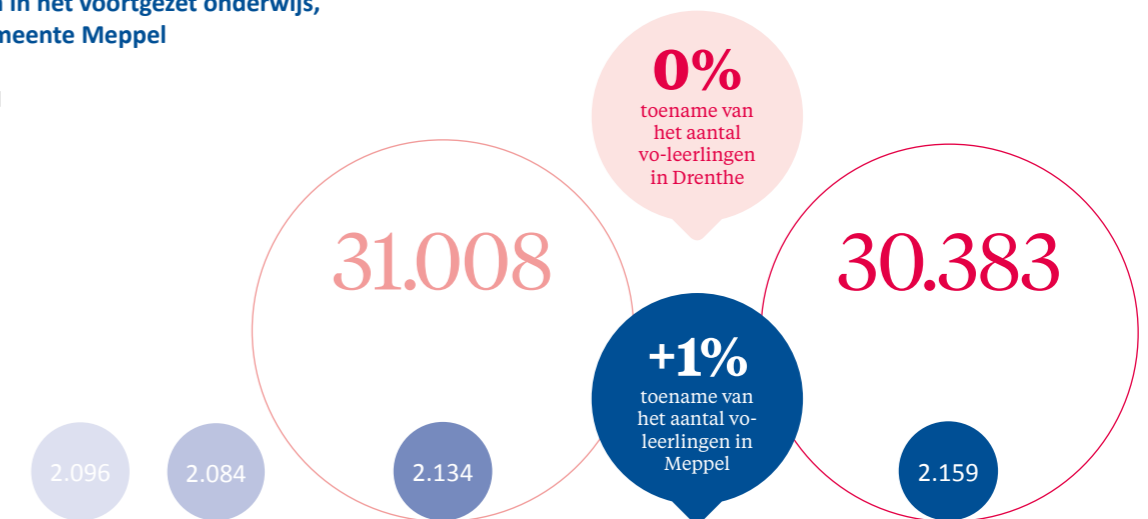 in het voortgezet onderwijs,
Meppel
0%
toename van
het aantal
vo-leerlingen
in Drenthe
31.008
30.383
+1%
toename van
het aantal vo-
leerlingen in
Meppel
2.096
2.084
2.134
2.159